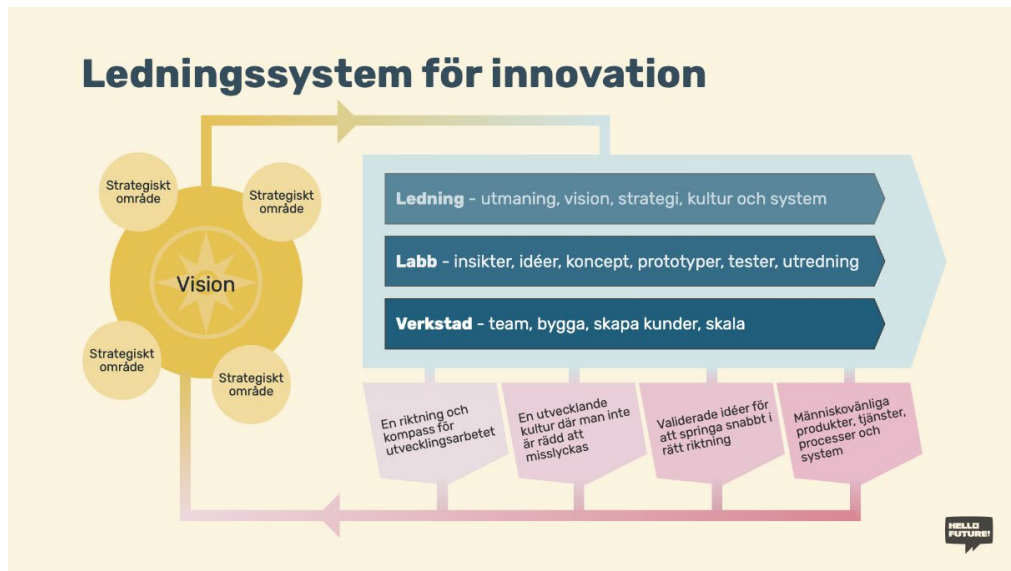 Ledningssystem för innovation
Strategiskt
område
Strategiskt
område
Vision
Strategiskt
område
Strategiskt
område
Ledning - utmaning, vision, strategi, kultur och system
Labb - insikter, idéer, koncept, prototyper, tester, utredning
Verkstad - team, bygga, skapa kunder, skala
En riktning och
kompass för
utvecklingsarbetet
En utvecklande
kultur där man inte
är rädd att
misslyckas
Validerade idéer för
att springa snabbt i
rätt riktning
Människovänliga
produkter, tjänster,
processer och
system
HELLO
FUTURE!